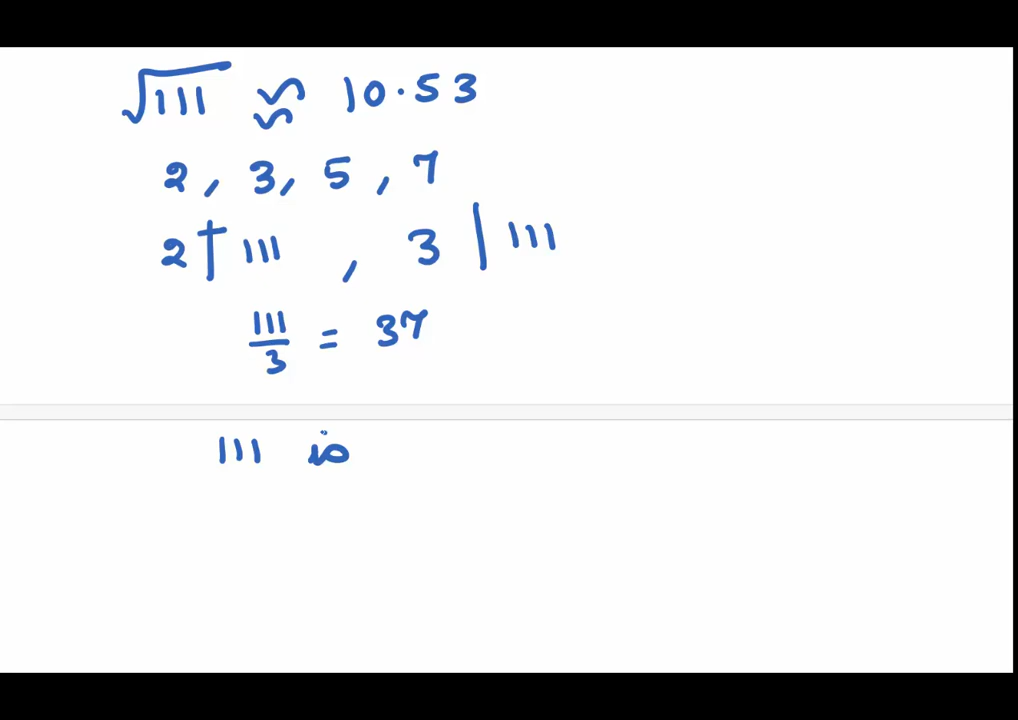 √111 ≈ 10.53
2, 3, 5, 7
2 ∤ 111 , 3 | 111
111/3 = 37
111 is